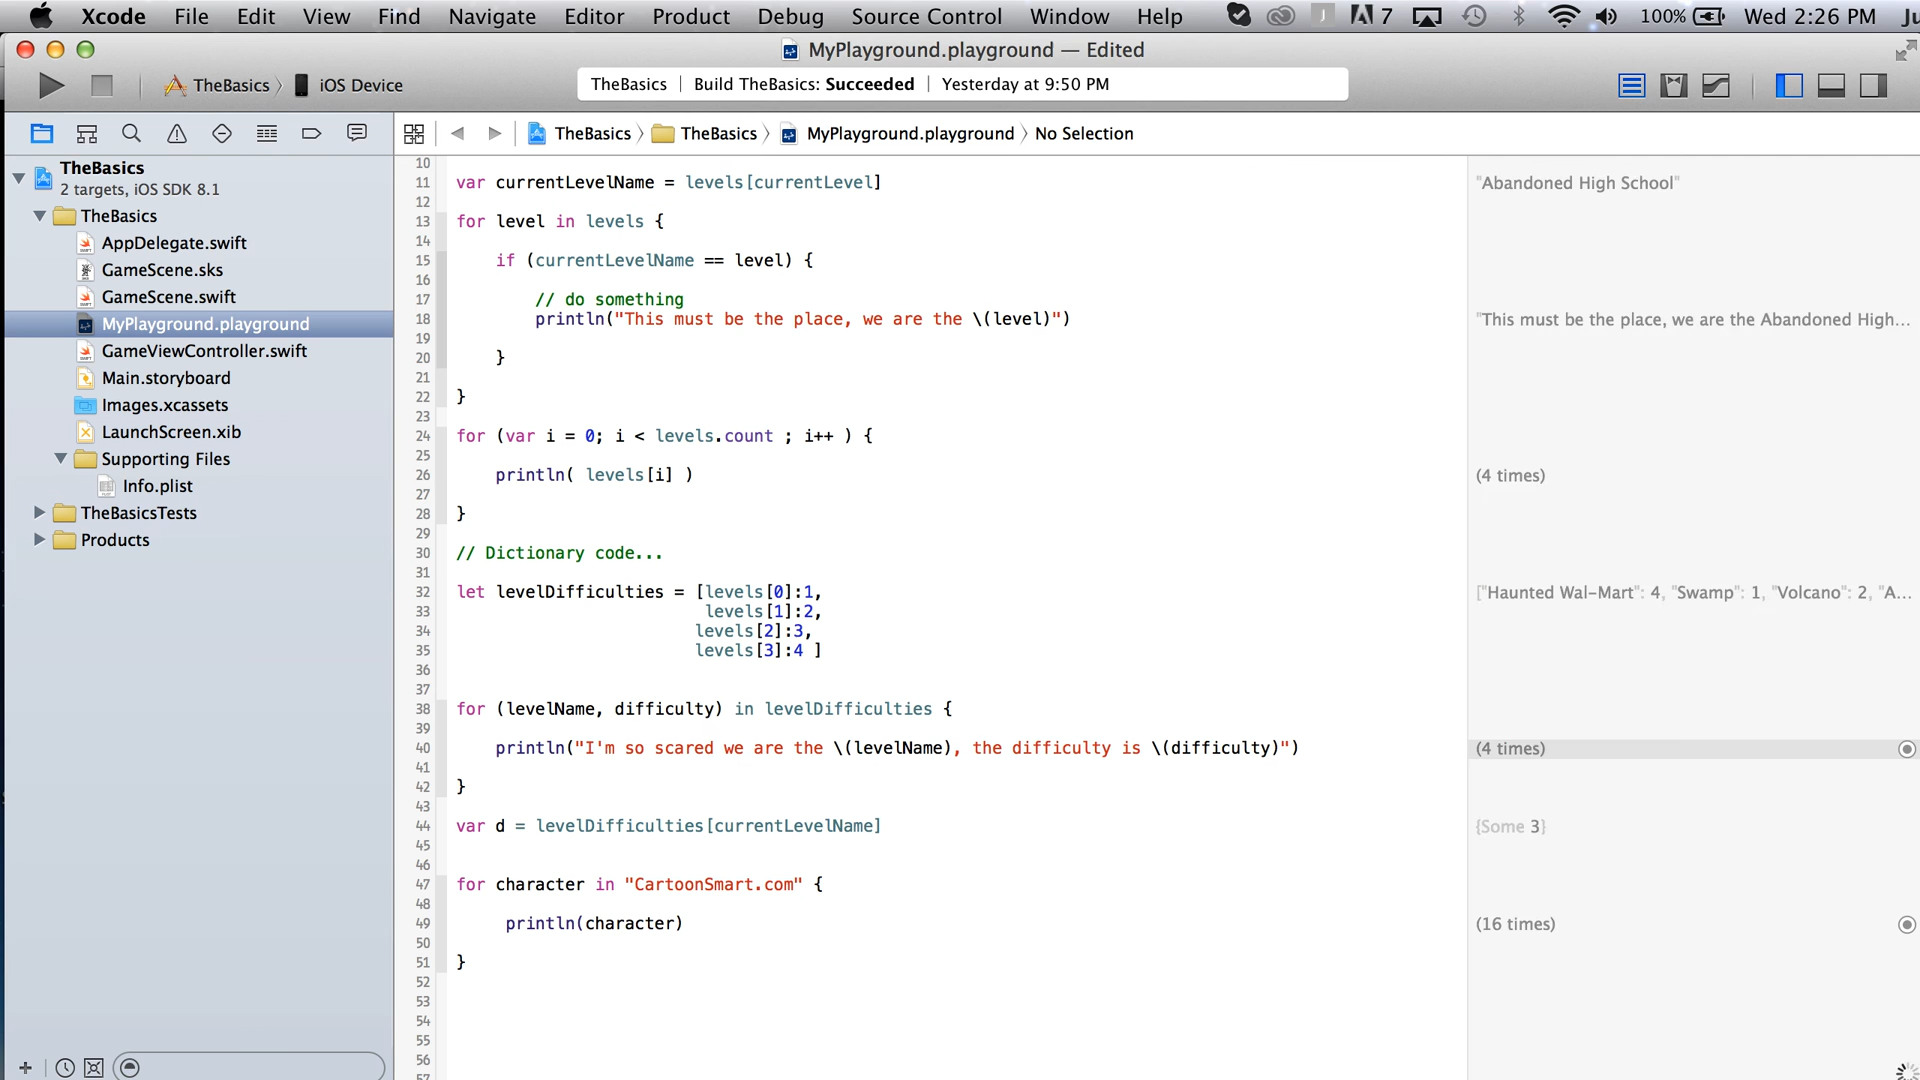 Xcode File Edit View Find Navigate Editor Product Debug Source Control Window Help 7 100% Wed 2:26 PM Ju
MyPlayground.playground — Edited
TheBasics iOS Device
TheBasics | Build TheBasics: Succeeded | Yesterday at 9:50 PM
TheBasics TheBasics MyPlayground.playground No Selection
TheBasics
2 targets, iOS SDK 8.1
TheBasics
AppDelegate.swift
GameScene.sks
GameScene.swift
MyPlayground.playground
GameViewController.swift
Main.storyboard
Images.xcassets
LaunchScreen.xib
Supporting Files
Info.plist
TheBasicsTests
Products
10
11 var currentLevelName = levels[currentLevel] "Abandoned High School"
12
13 for level in levels {
14
15 if (currentLevelName == level) {
16
17 // do something
18 println("This must be the place, we are the \(level)") "This must be the place, we are the Abandoned High...
19
20 }
21
22 }
23
24 for (var i = 0; i < levels.count ; i++ ) {
25
26 println( levels[i] ) (4 times)
27
28 }
29
30 // Dictionary code...
31
32 let levelDifficulties = [levels[0]:1, ["Haunted Wal-Mart": 4, "Swamp": 1, "Volcano": 2, "A...
33 levels[1]:2,
34 levels[2]:3,
35 levels[3]:4 ]
36
37
38 for (levelName, difficulty) in levelDifficulties {
39
40 println("I'm so scared we are the \(levelName), the difficulty is \(difficulty)") (4 times)
41
42 }
43
44 var d = levelDifficulties[currentLevelName] {Some 3}
45
46
47 for character in "CartoonSmart.com" {
48
49 println(character) (16 times)
50
51 }
52
53
54
55
56
57